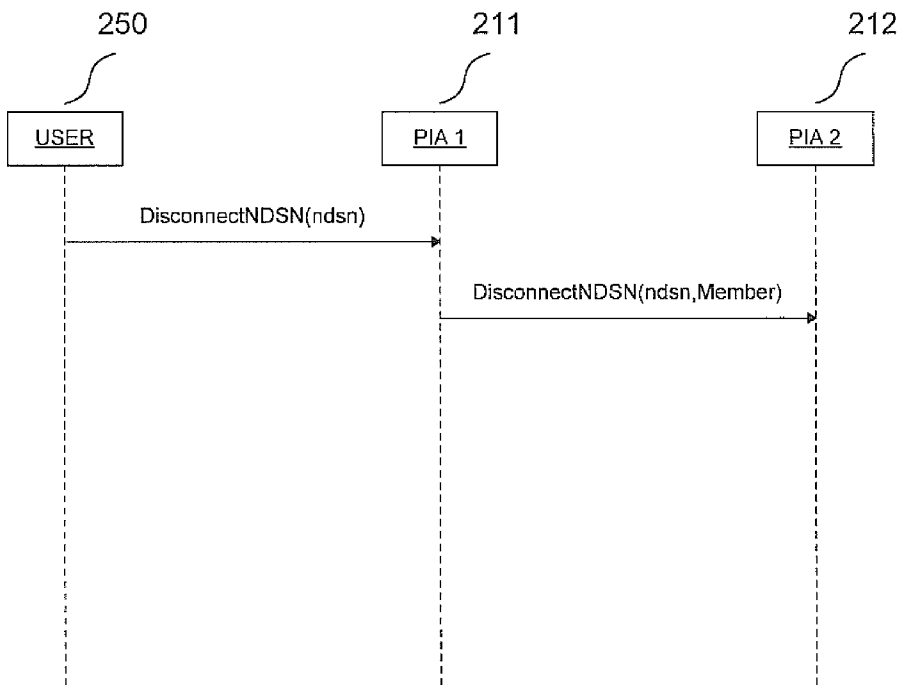 250
211
212
USER
PIA 1
PIA 2
DisconnectNDSN(ndsn)
DisconnectNDSN(ndsn,Member)